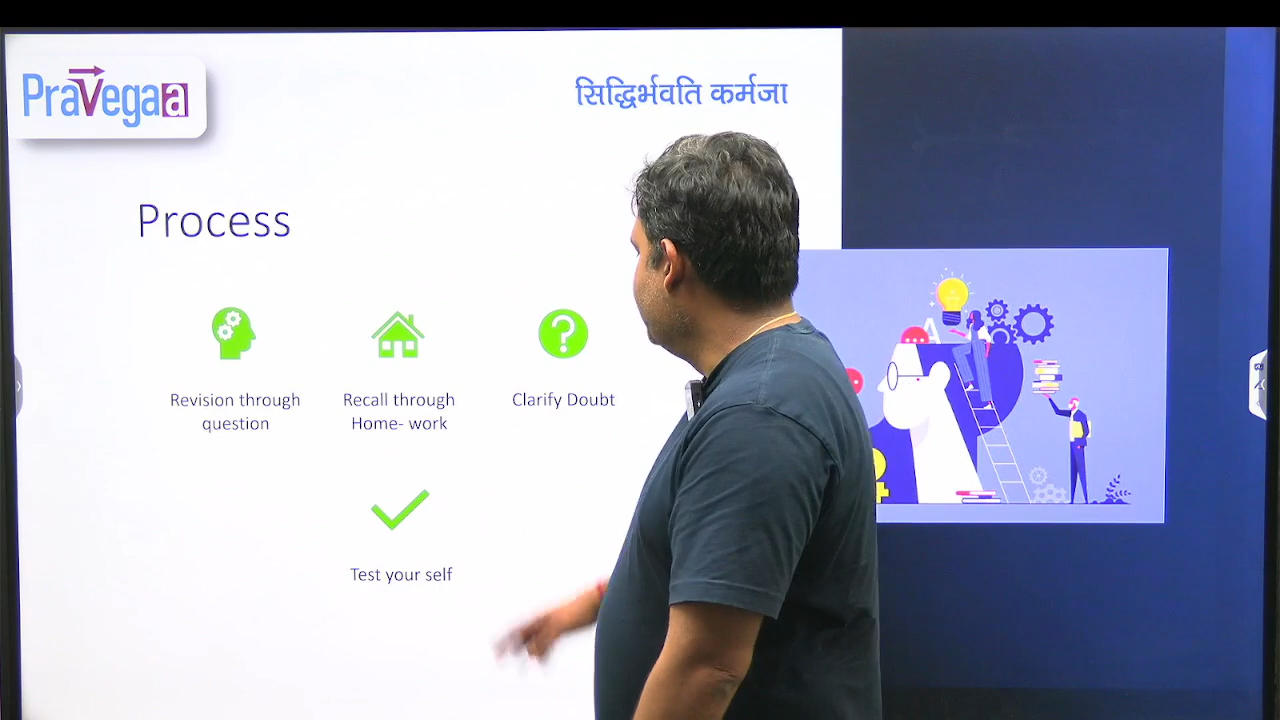 PraVegaa
सिद्धिर्भवति कर्मजा
Process
Revision through
question
Recall through
Home- work
Clarify Doubt
Test your self
A